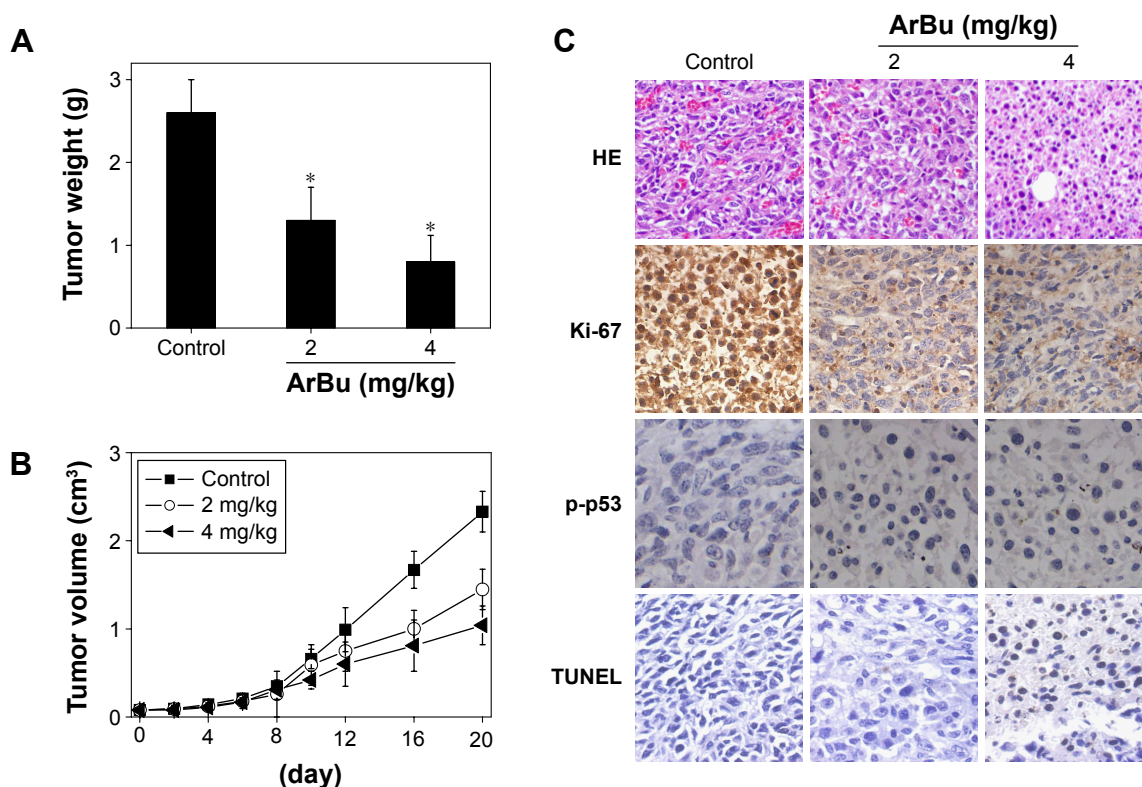 A
Tumor weight (g)
3
2
1
0
* *
Control 2 4
ArBu (mg/kg)
B
Tumor volume (cm³)
3
2
1
0
Control
2 mg/kg
4 mg/kg
0 4 8 12 16 20
(day)
C
ArBu (mg/kg)
Control 2 4
HE
Ki-67
p-p53
TUNEL